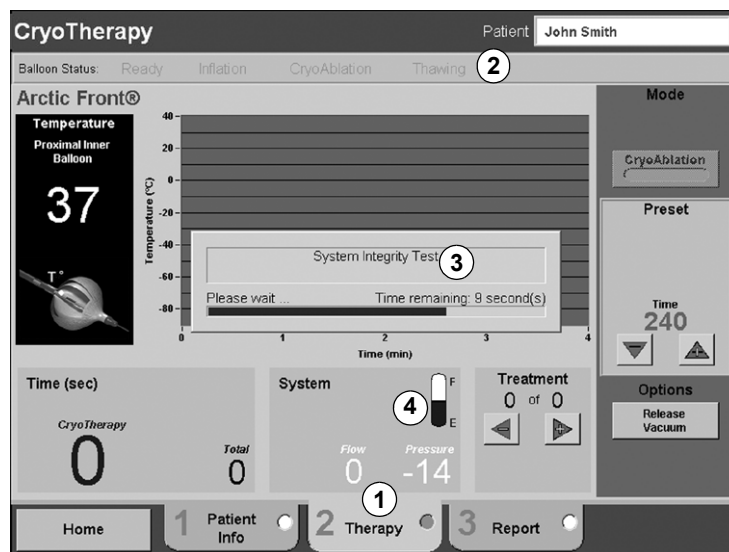 CryoTherapy
Patient John Smith
Balloon Status: Ready Inflation CryoAblation Thawing 2
Arctic Front®
Temperature
Proximal Inner
Balloon
37
T°
Temperature (°C)
40
20
0
-20
-40
-60
-80
0 1 2 3 4
Time (min)
System Integrity Test 3
Please wait ... Time remaining: 9 second(s)
Mode
CryoAblation
Preset
Time
240
Options
Release
Vacuum
Time (sec)
CryoTherapy
0
Total
0
System
4
F
E
Flow
0
Pressure
-14
Treatment
0 of 0
1
Home
1 Patient
Info
2 Therapy
3 Report